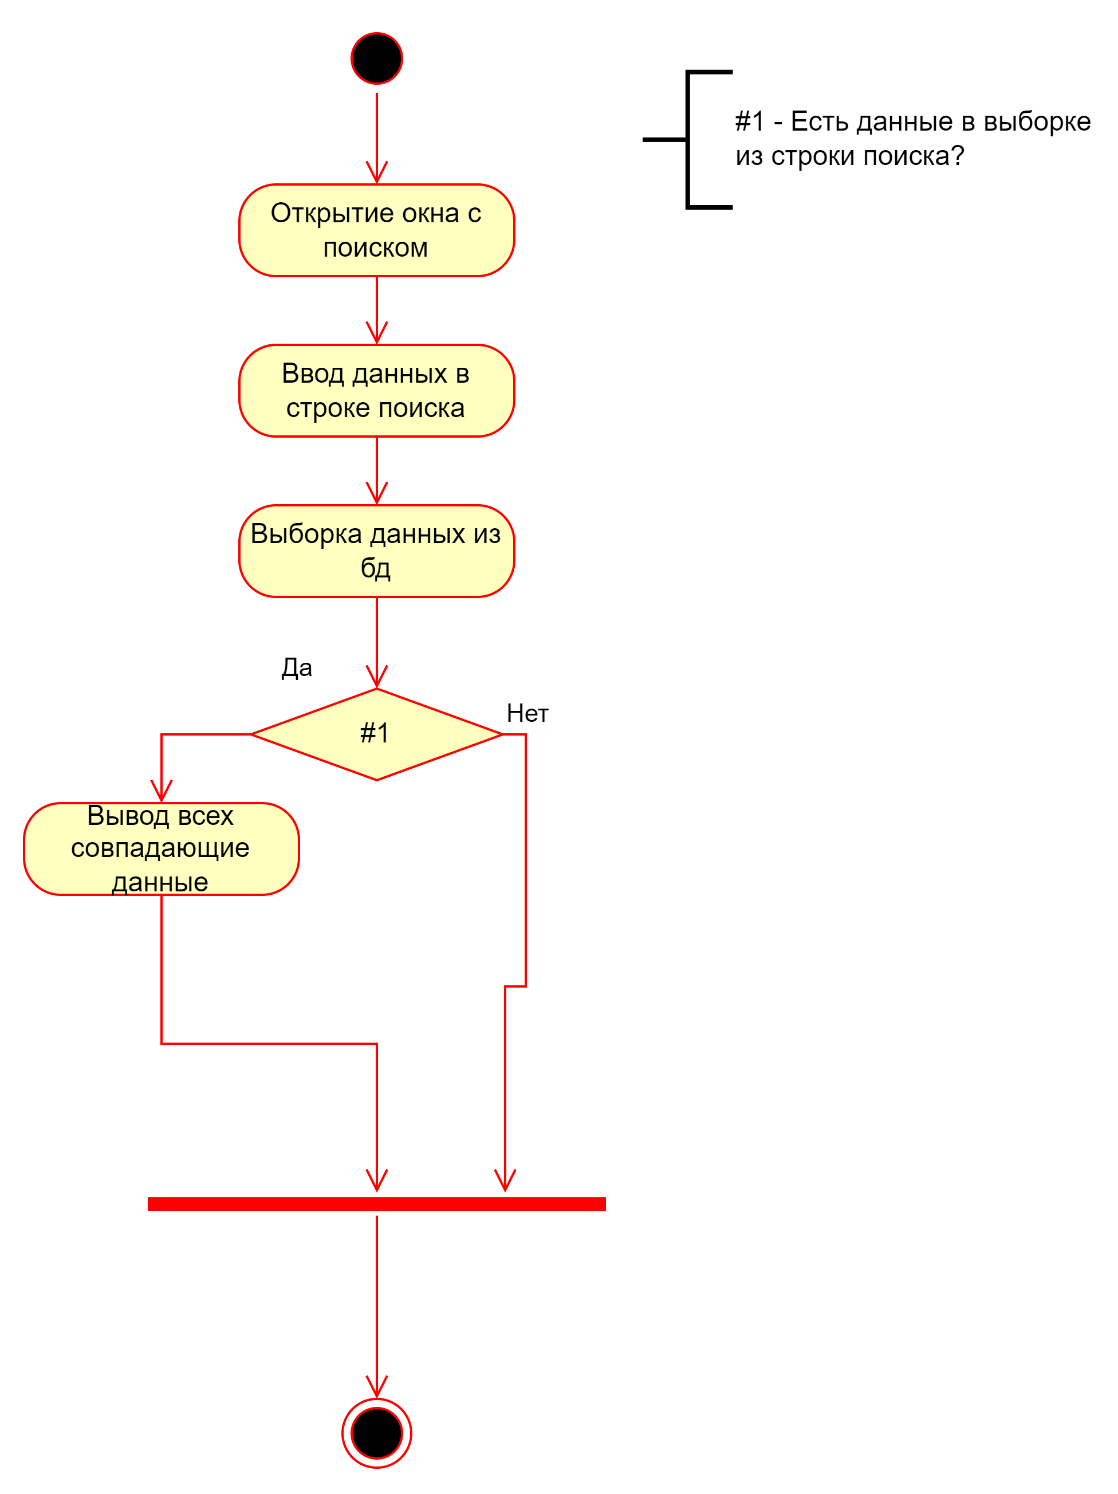 #1 - Есть данные в выборке
из строки поиска?
Открытие окна с
поиском
Ввод данных в
строке поиска
Выборка данных из
бд
Да
Нет
#1
Вывод всех
совпадающие
данные